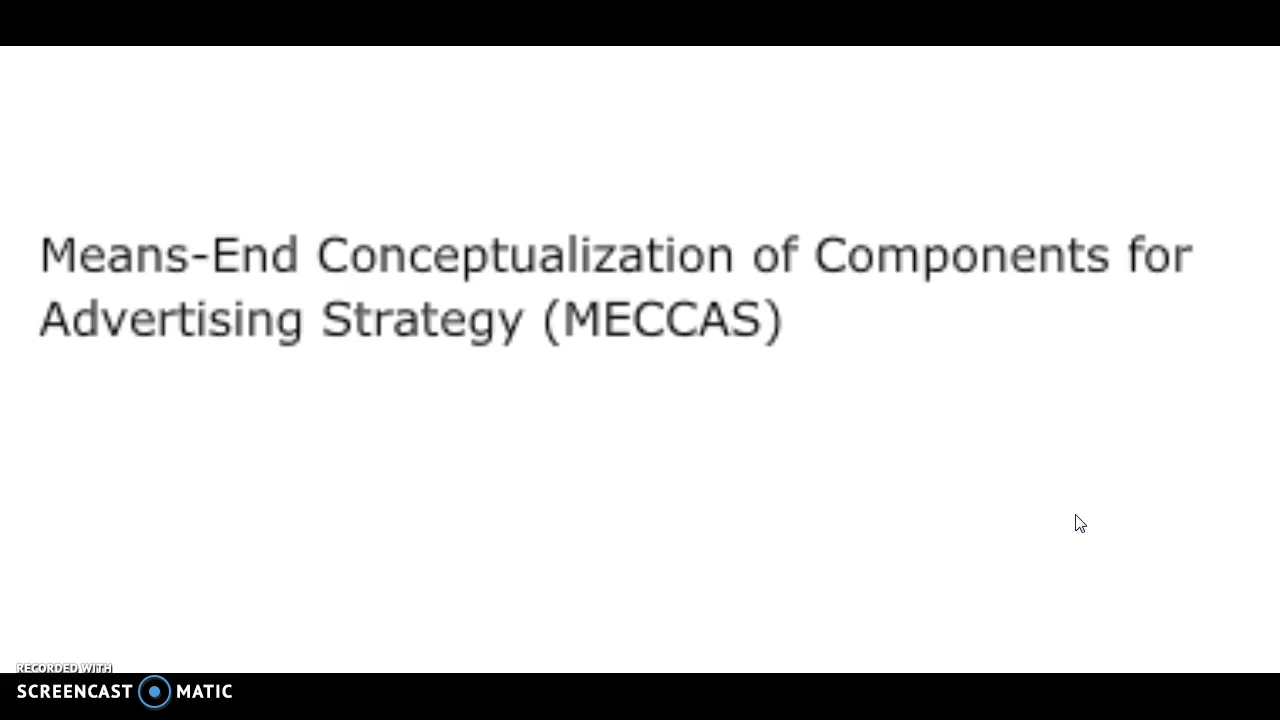 Means-End Conceptualization of Components for
Advertising Strategy (MECCAS)
RECORDED WITH
SCREENCAST MATIC